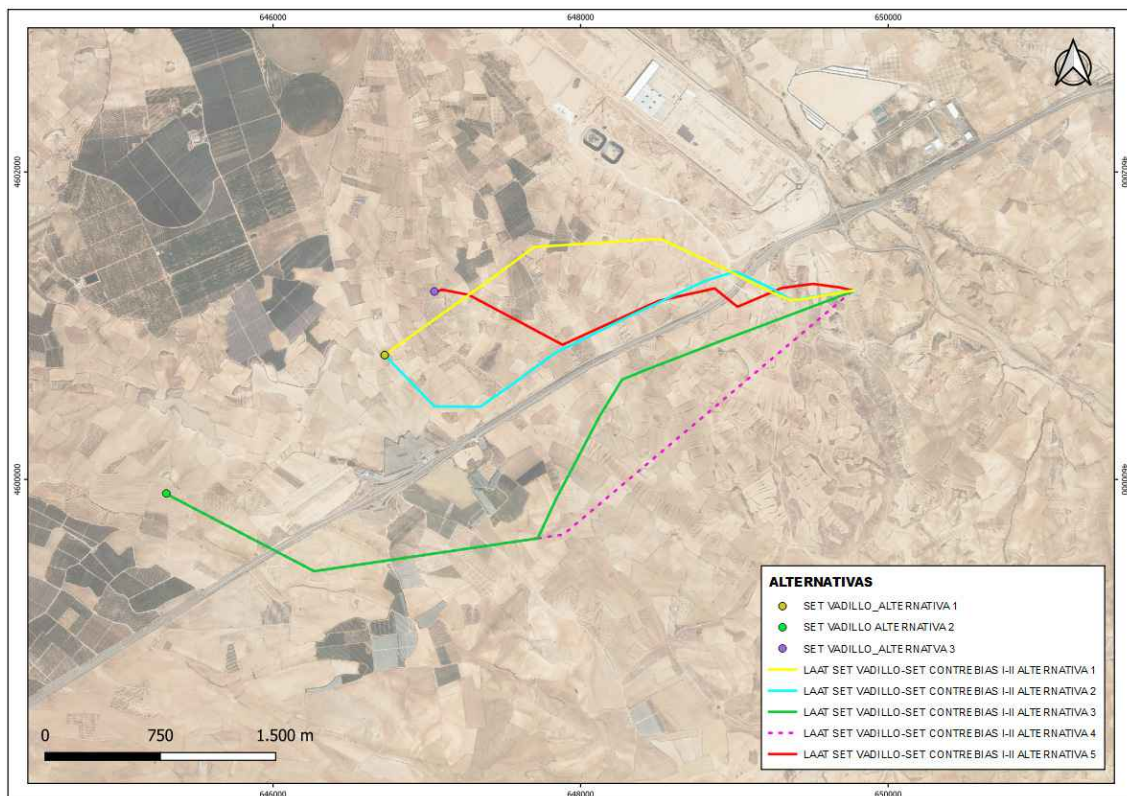 646000 648000 650000
4602000 4602000
4600000 4600000
ALTERNATIVAS
SET VADILLO_ALTERNATIVA 1
SET VADILLO ALTERNATIVA 2
SET VADILLO_ALTERNATVA 3
LAAT SET VADILLO-SET CONTREBIAS I-II ALTERNATIVA 1
LAAT SET VADILLO-SET CONTREBIAS I-II ALTERNATIVA 2
LAAT SET VADILLO-SET CONTREBIAS I-II ALTERNATIVA 3
LAAT SET VADILLO-SET CONTREBIAS I-II ALTERNATIVA 4
LAAT SET VADILLO-SET CONTREBIAS I-II ALTERNATIVA 5
0 750 1.500 m
646000 648000 650000